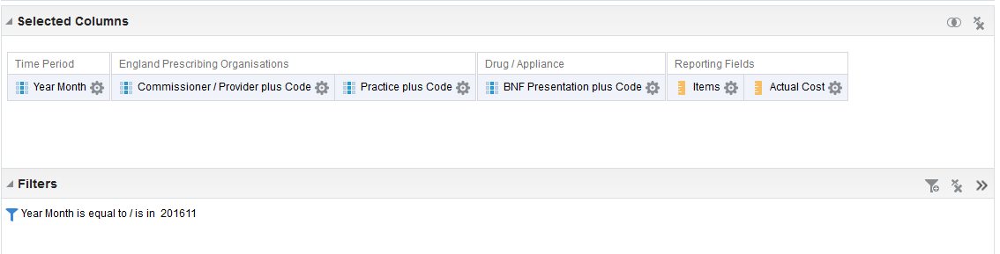 Selected Columns
Time Period England Prescribing Organisations Drug / Appliance Reporting Fields
Year Month Commissioner / Provider plus Code Practice plus Code BNF Presentation plus Code Items Actual Cost
Filters
Year Month is equal to / is in 201611